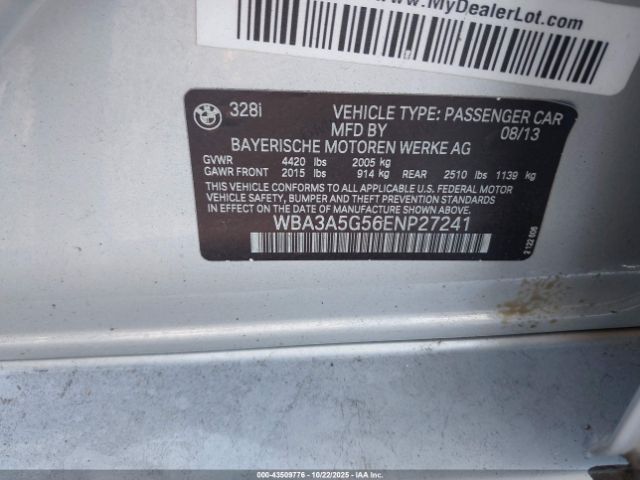 www.MyDealerLot.com
328i VEHICLE TYPE: PASSENGER CAR
MFD BY 08/13
BAYERISCHE MOTOREN WERKE AG
GVWR 4420 lbs 2005 kg
GAWR FRONT 2015 lbs 914 kg REAR 2510 lbs 1139 kg
THIS VEHICLE CONFORMS TO ALL APPLICABLE U.S. FEDERAL MOTOR
VEHICLE SAFETY, BUMPER AND THEFT PREVENTION STANDARDS IN
EFFECT ON THE DATE OF MANUFACTURE SHOWN ABOVE.
WBA3A5G56ENP27241
000-43509776 - 10/22/2025 - IAAI.COM